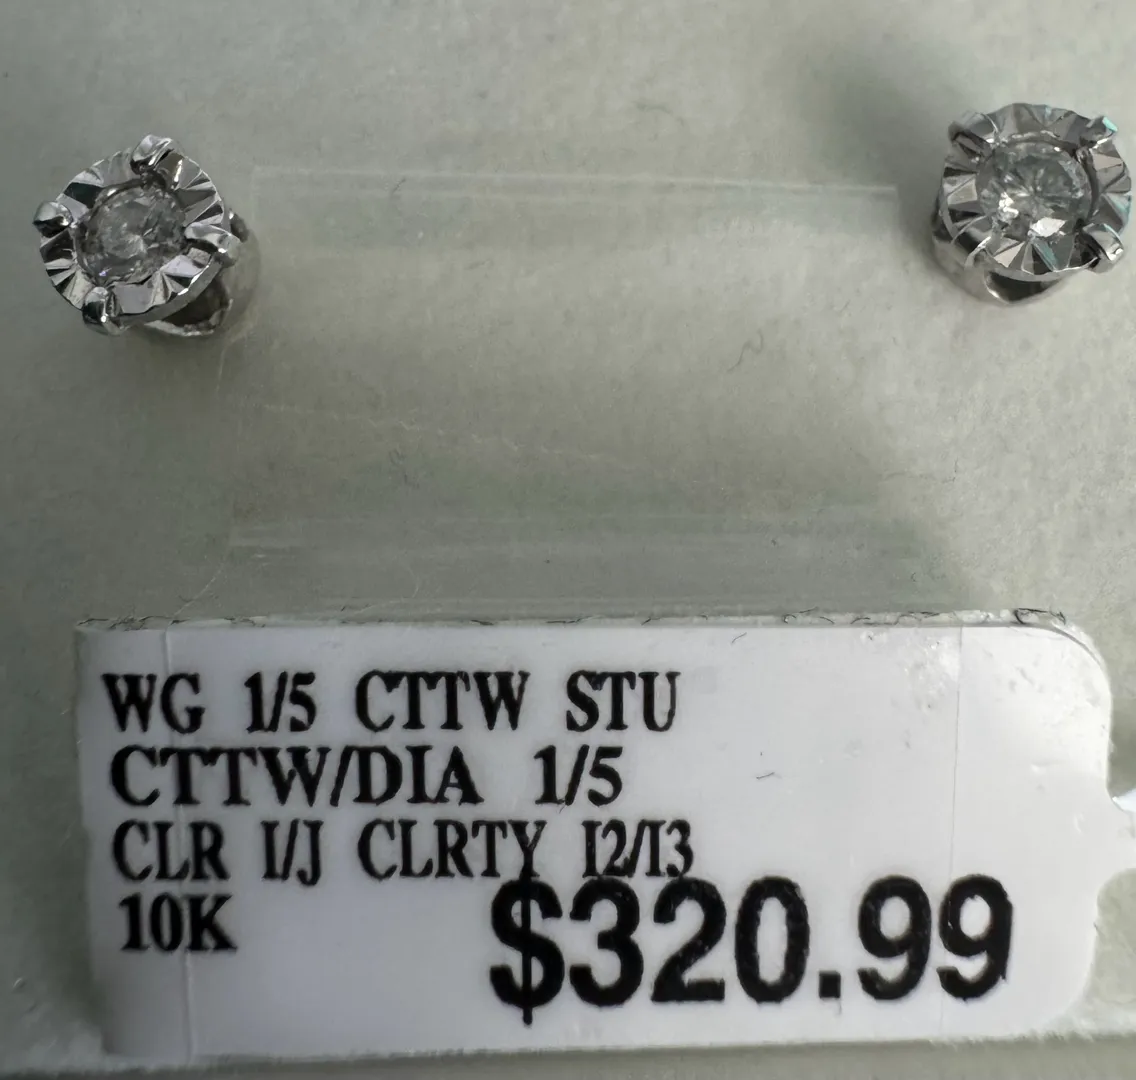 WG 1/5 CTTW STU
CTTW/DIA 1/5
CLR I/J CLRTY I2/I3
10K
$320.99